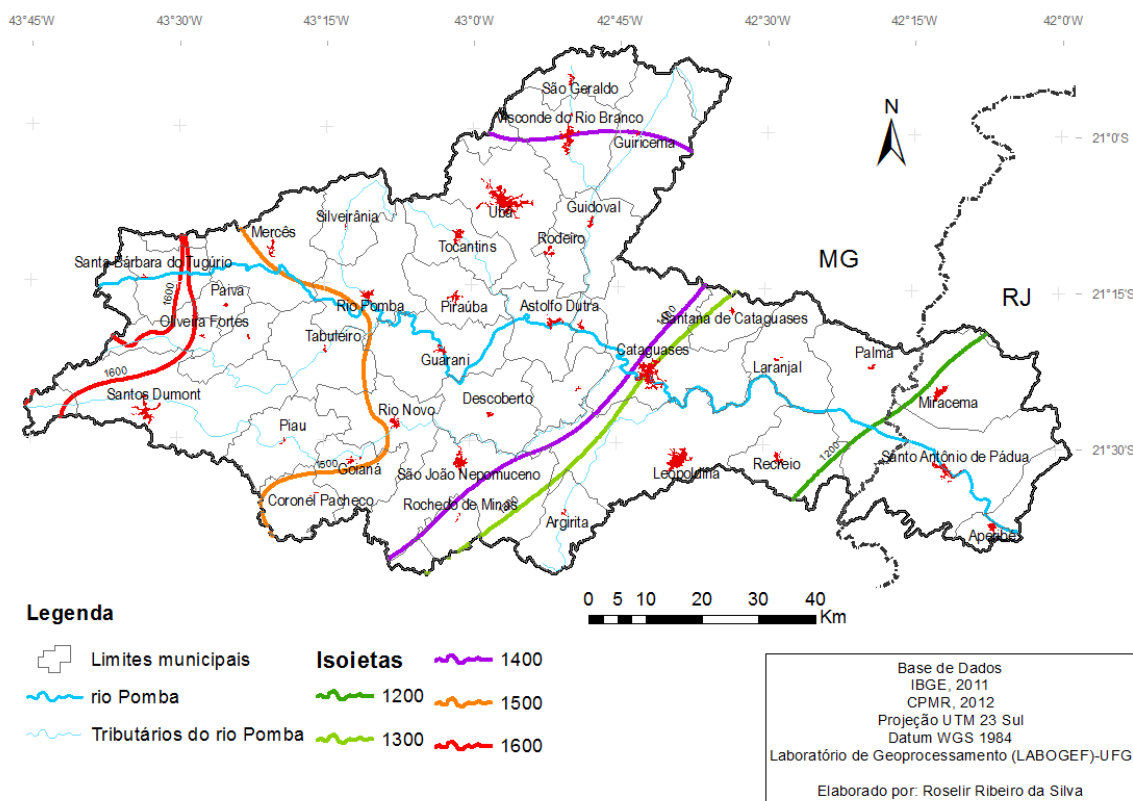 43°45'W 43°30'W 43°15'W 43°0'W 42°45'W 42°30'W 42°15'W 42°0'W
São Geraldo
Visconde do Rio Branco
N
21°0'S
Guiricema
Silveirânia
Ubá
Guidoval
Mercês
Tocantins
Rodeiro
MG
Santa Bárbara do Tugúrio
1600
Paiva
21°15'S
RJ
Rio Pomba
Piraúba
Astolfo Dutra
Santana de Cataguases
Oliveira Fortes
Tabuleiro
Guarani
Cataguases
Palma
Laranjal
1600
Santos Dumont
Descoberto
Miracema
Rio Novo
Piau
1200
21°30'S
1500
Goianá
São João Nepomuceno
Leopoldina
Recreio
Santo Antônio de Pádua
Coronel Pacheco
Rochedo de Minas
Argirita
Aperibé
0 2,5 5 10 20 30 40
Km
Legenda
Limites municipais
rio Pomba
Tributários do rio Pomba
Isoietas
1200
1300
1400
1500
1600
Base de Dados
IBGE, 2011
CPMR, 2012
Projeção UTM 23 Sul
Datum WGS 1984
Laboratório de Geoprocessamento (LABOGEF)-UFG
Elaborado por: Roselir Ribeiro da Silva